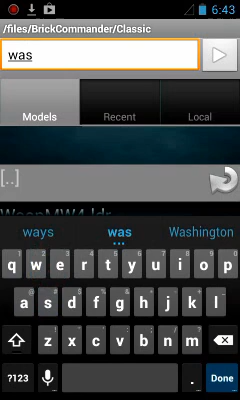 6:43
/files/BrickCommander/Classic
was
Models Recent Local
[..]
ways was Washington
q w e r t y u i o p
a s d f g h j k l
z x c v b n m
?123 . Done